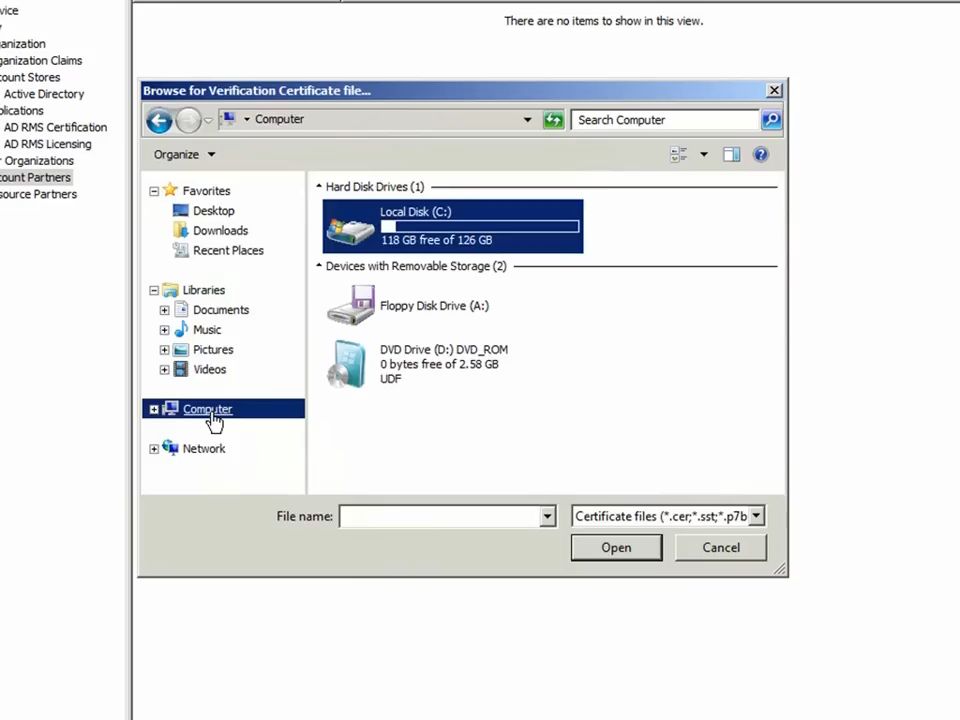 vice
There are no items to show in this view.
y
ganization
ganization Claims
count Stores
Active Directory
plications
AD RMS Certification
AD RMS Licensing
r Organizations
count Partners
source Partners
Browse for Verification Certificate file...
Computer
Search Computer
Organize
Favorites
Desktop
Downloads
Recent Places
Libraries
Documents
Music
Pictures
Videos
Computer
Network
Hard Disk Drives (1)
Local Disk (C:)
118 GB free of 126 GB
Devices with Removable Storage (2)
Floppy Disk Drive (A:)
DVD Drive (D:) DVD_ROM
0 bytes free of 2.58 GB
UDF
File name:
Certificate files (*.cer;*.sst;*.p7b
Open
Cancel